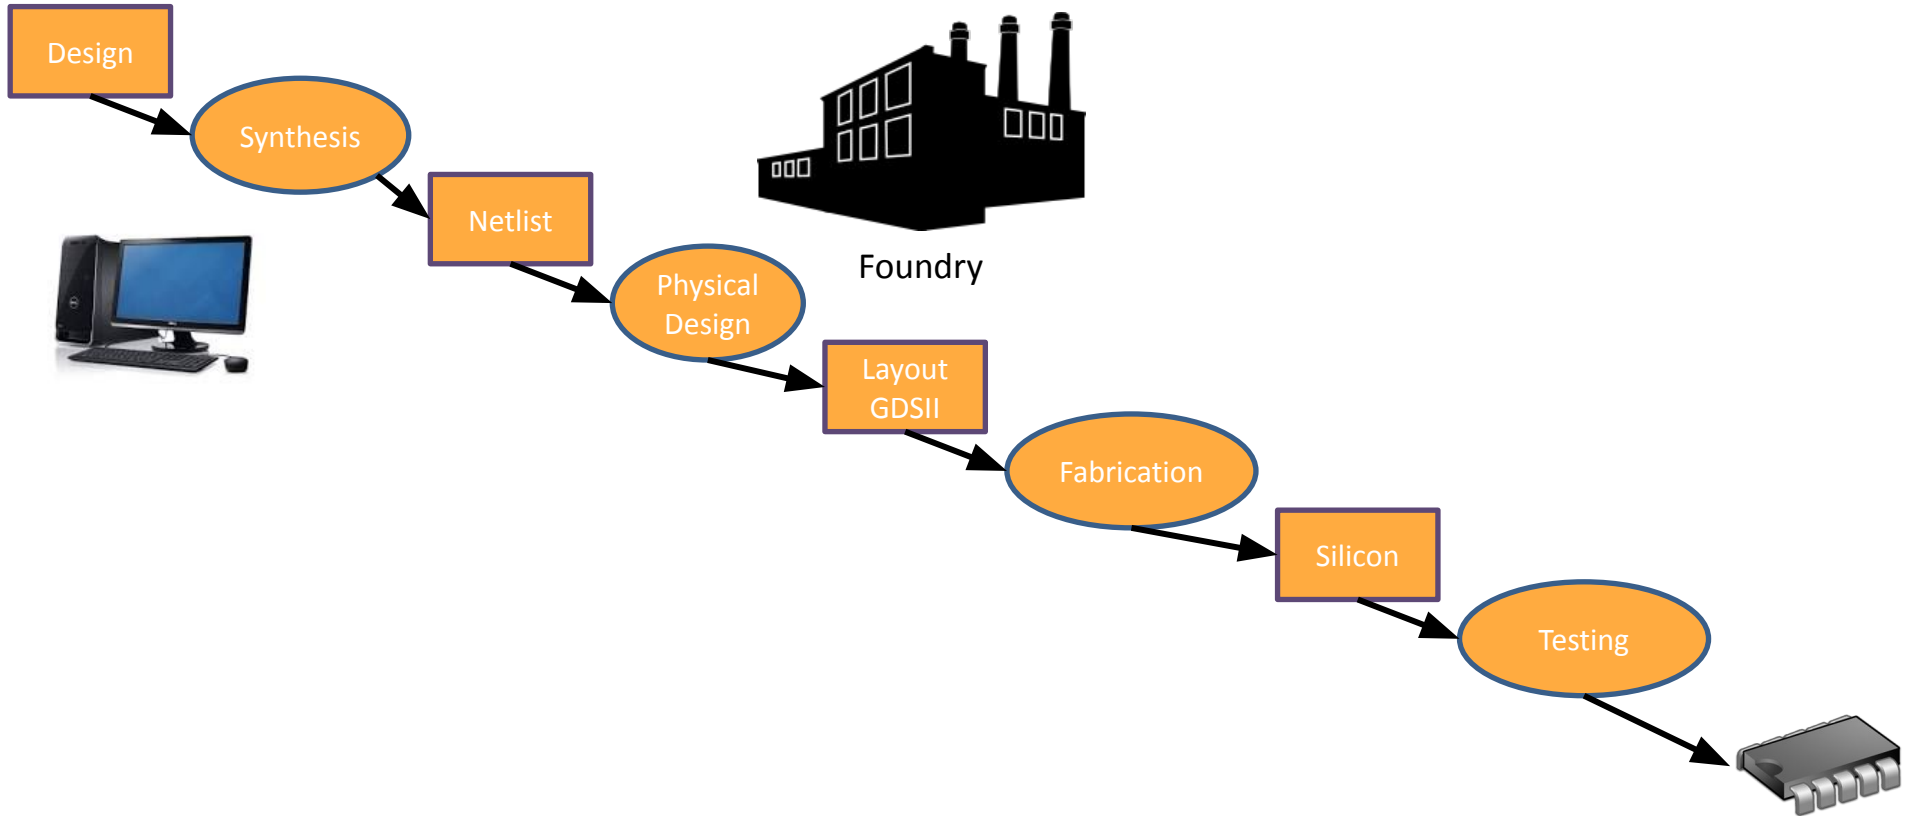 Design
Synthesis
Netlist
Foundry
Physical
Design
Layout
GDSII
Fabrication
Silicon
Testing